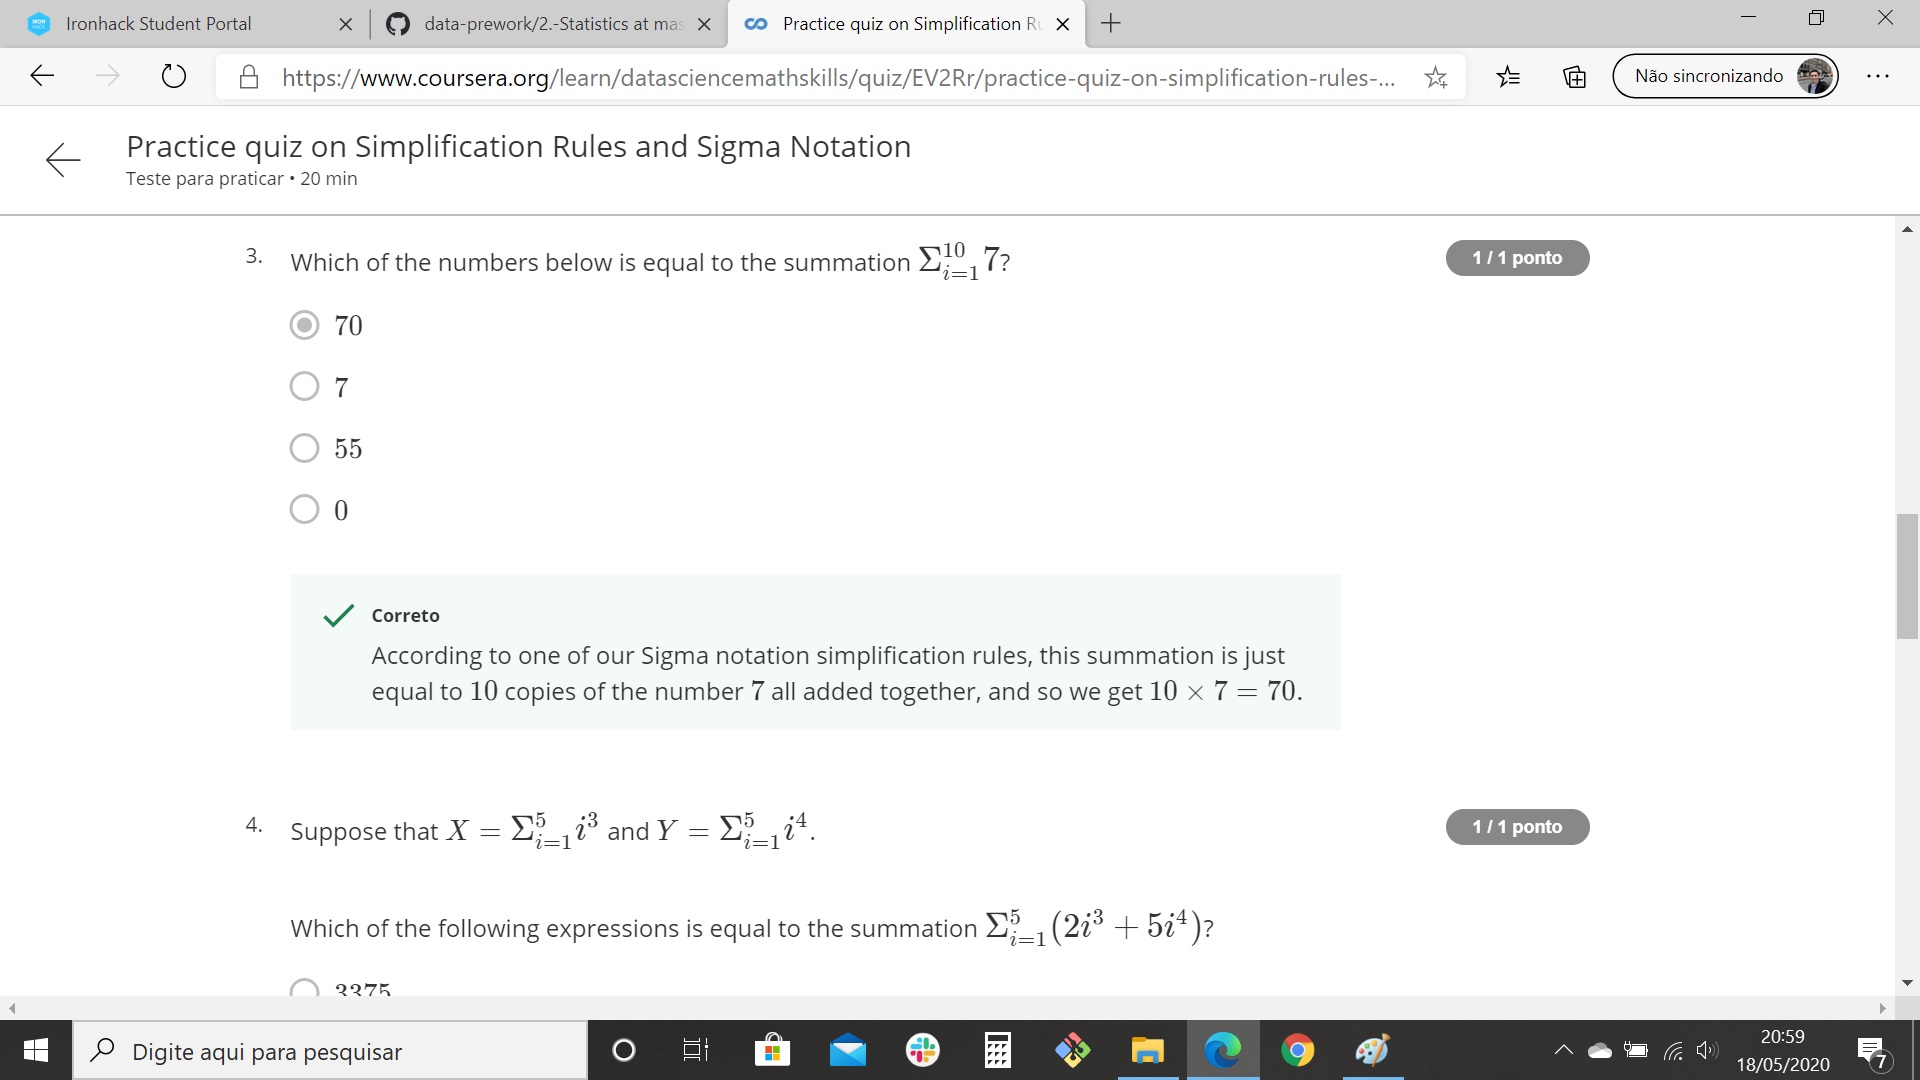 Ironhack Student Portal
data-prework/2.-Statistics at mas
Practice quiz on Simplification Ru
https://www.coursera.org/learn/datasciencemathskills/quiz/EV2Rr/practice-quiz-on-simplification-rules-...
Não sincronizando
Practice quiz on Simplification Rules and Sigma Notation
Teste para praticar • 20 min
3. Which of the numbers below is equal to the summation $\Sigma_{i=1}^{10} 7$?
1 / 1 ponto
70
7
55
0
Correto
According to one of our Sigma notation simplification rules, this summation is just
equal to 10 copies of the number 7 all added together, and so we get 10 × 7 = 70.
4. Suppose that $X = \Sigma_{i=1}^{5} i^3$ and $Y = \Sigma_{i=1}^{5} i^4$.
1 / 1 ponto
Which of the following expressions is equal to the summation $\Sigma_{i=1}^{5} (2i^3 + 5i^4)$?
3375
Digite aqui para pesquisar
20:59
18/05/2020
7